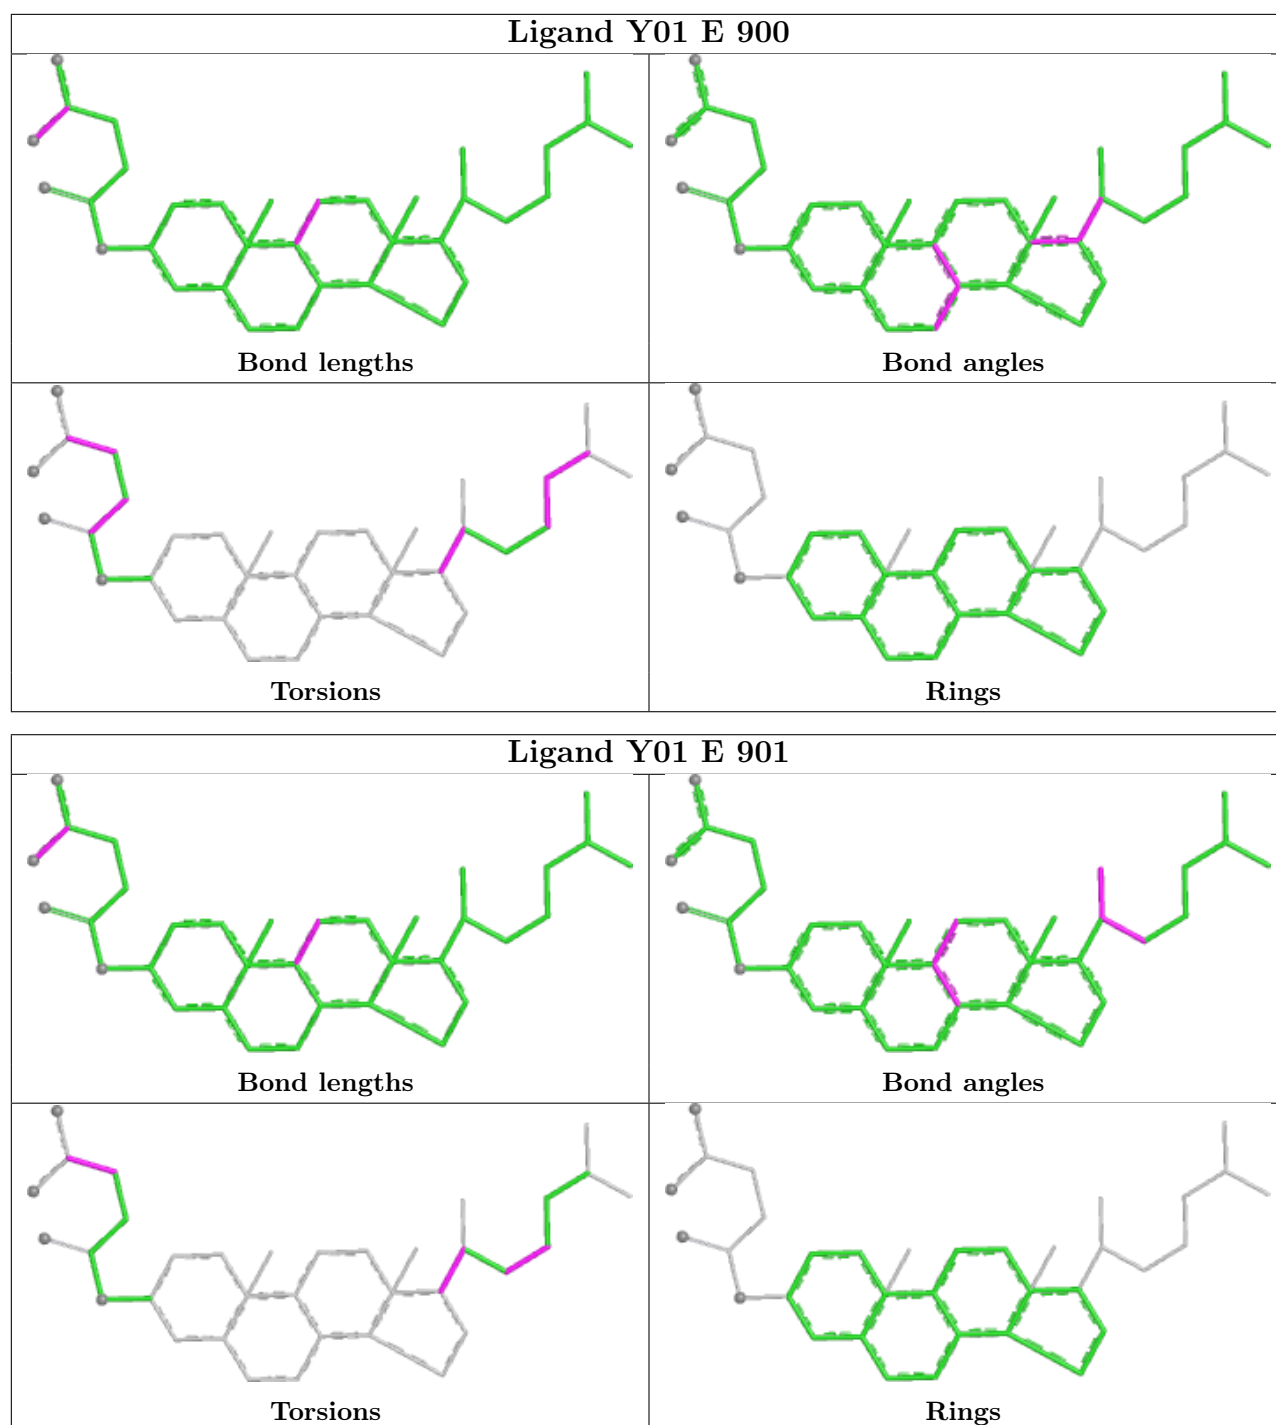 Ligand Y01 E 900
Bond lengths
Bond angles
Torsions
Rings
Ligand Y01 E 901
Bond lengths
Bond angles
Torsions
Rings